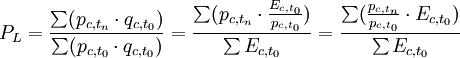 P_L = \frac{\sum (p_{c,t_n} \cdot q_{c,t_0})}{\sum (p_{c,t_0} \cdot q_{c,t_0})} = \frac{\sum (p_{c,t_n} \cdot \frac{E_{c,t_0}}{p_{c,t_0}})}{\sum E_{c,t_0}} = \frac{\sum (\frac{p_{c,t_n}}{p_{c,t_0}} \cdot E_{c,t_0})}{\sum E_{c,t_0}}